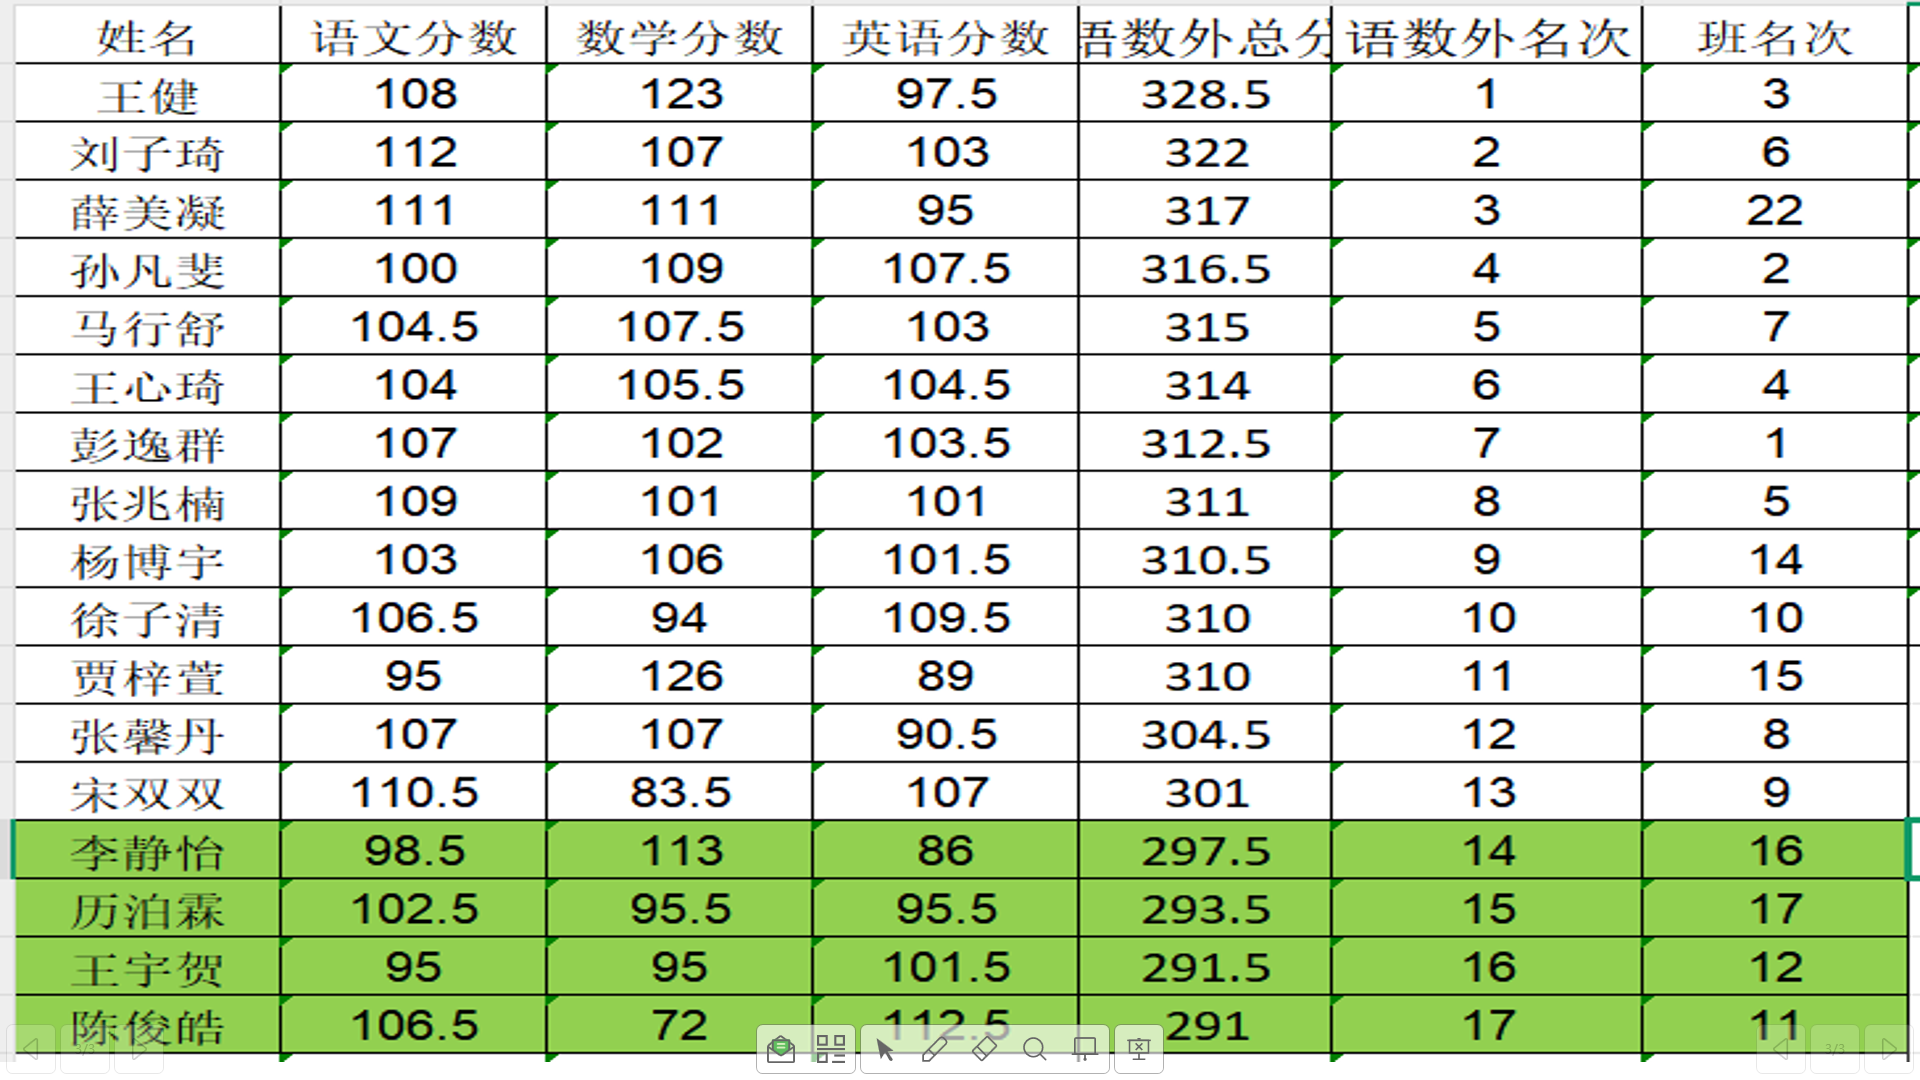 姓名 语文分数 数学分数 英语分数 语数外总分 语数外名次 班名次
王健 108 123 97.5 328.5 1 3
刘子琦 112 107 103 322 2 6
薛美凝 111 111 95 317 3 22
孙凡斐 100 109 107.5 316.5 4 2
马行舒 104.5 107.5 103 315 5 7
王心琦 104 105.5 104.5 314 6 4
彭逸群 107 102 103.5 312.5 7 1
张兆楠 109 101 101 311 8 5
杨博宇 103 106 101.5 310.5 9 14
徐子清 106.5 94 109.5 310 10 10
贾梓萱 95 126 89 310 11 15
张馨丹 107 107 90.5 304.5 12 8
宋双双 110.5 83.5 107 301 13 9
李静怡 98.5 113 86 297.5 14 16
历泊霖 102.5 95.5 95.5 293.5 15 17
王宇贺 95 95 101.5 291.5 16 12
陈俊皓 106.5 72 112.5 291 17 11
3/3 3/3